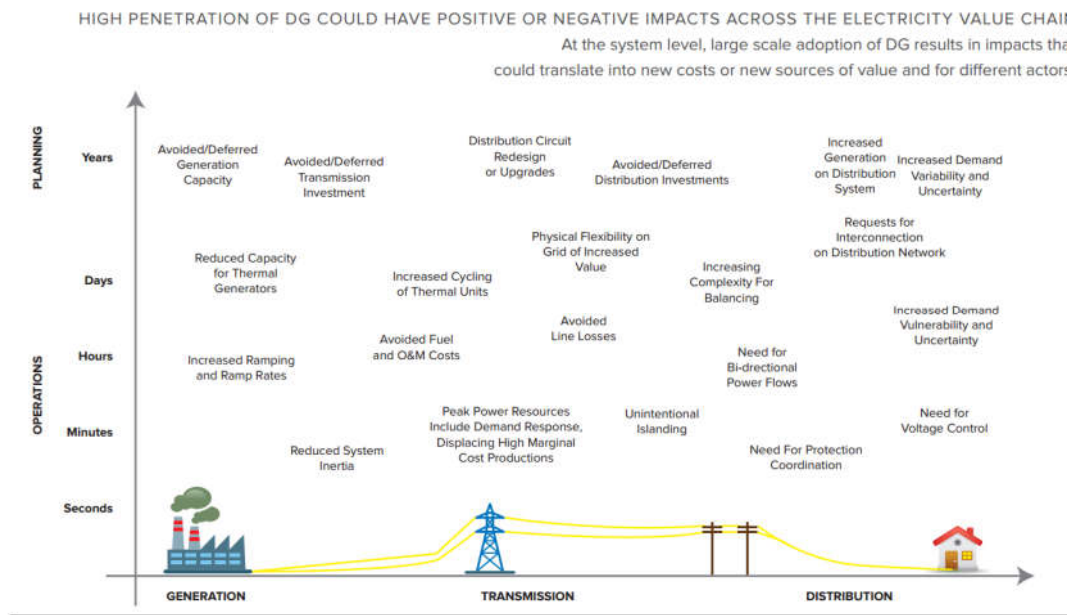 HIGH PENETRATION OF DG COULD HAVE POSITIVE OR NEGATIVE IMPACTS ACROSS THE ELECTRICITY VALUE CHAIN
At the system level, large scale adoption of DG results in impacts tha
could translate into new costs or new sources of value and for different actors
PLANNING
Years
Avoided/Deferred
Generation
Capacity
Avoided/Deferred
Transmission
Investment
Distribution Circuit
Redesign
or Upgrades
Avoided/Deferred
Distribution Investments
Increased
Generation
on Distribution
System
Increased Demand
Variability and
Uncertainty
Requests for
Interconnection
on Distribution Network
Days
Reduced Capacity
for Thermal
Generators
Increased Cycling
of Thermal Units
Physical Flexibility on
Grid of Increased
Value
Increasing
Complexity For
Balancing
Increased Demand
Vulnerability and
Uncertainty
OPERATIONS
Hours
Increased Ramping
and Ramp Rates
Avoided Fuel
and O&M Costs
Avoided
Line Losses
Need for
Bi-drectional
Power Flows
Minutes
Reduced System
Inertia
Peak Power Resources
Include Demand Response,
Displacing High Marginal
Cost Productions
Unintentional
Islanding
Need For Protection
Coordination
Need for
Voltage Control
Seconds
GENERATION
TRANSMISSION
DISTRIBUTION